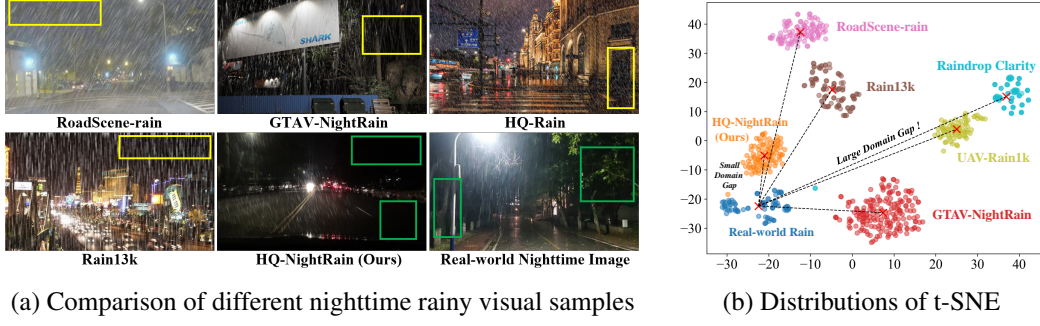 SHARK
RoadScene-rain
GTAV-NightRain
HQ-Rain
Rain13k
HQ-NightRain (Ours)
Real-world Nighttime Image
(a) Comparison of different nighttime rainy visual samples
40
30
20
10
0
−10
−20
−30
−30
−20
−10
0
10
20
30
40
RoadScene-rain
Raindrop Clarity
Rain13k
HQ-NightRain
(Ours)
Large Domain Gap !
UAV-Rain1k
Small
Domain
Gap
GTAV-NightRain
Real-world Rain
(b) Distributions of t-SNE